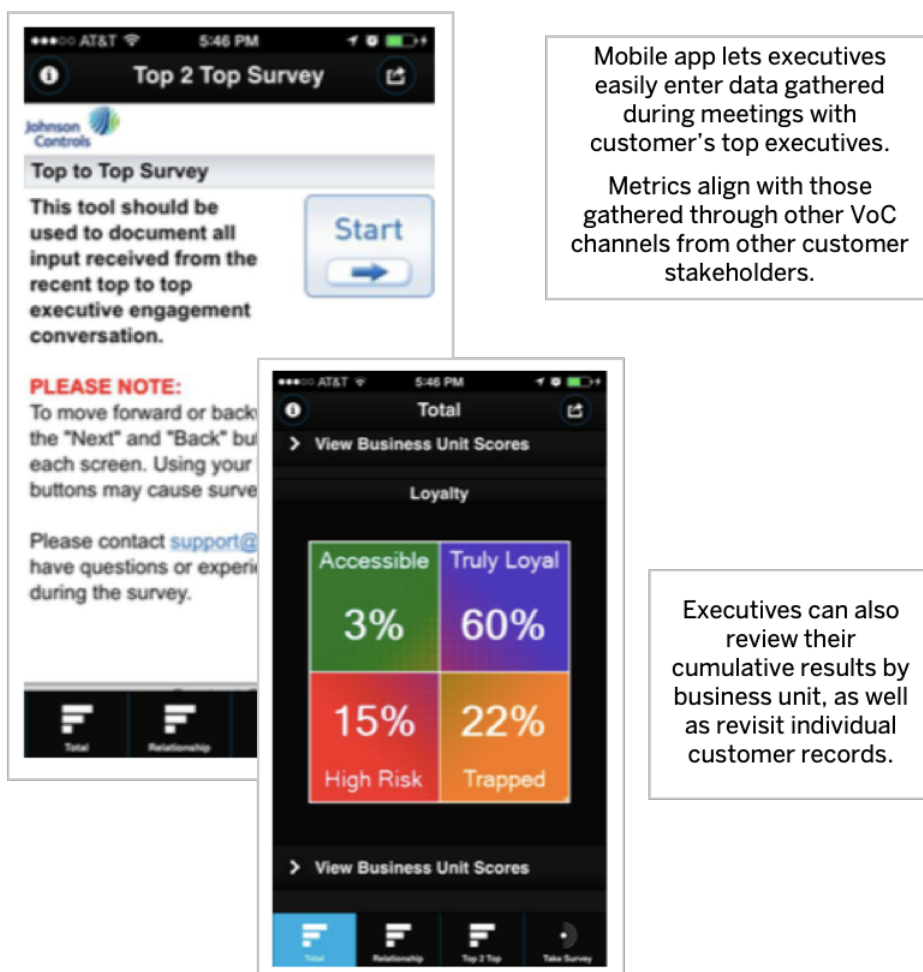 AT&T 5:46 PM
Top 2 Top Survey
Johnson
Controls
Top to Top Survey
This tool should be
used to document all
input received from the
recent top to top
executive engagement
conversation.
Start
PLEASE NOTE:
To move forward or
the "Next" and "Back"
each screen. Using your
buttons may cause
Please contact support@
have questions or
during the survey.
Total
Relationship
Mobile app lets executives
easily enter data gathered
during meetings with
customer's top executives.
Metrics align with those
gathered through other VoC
channels from other customer
stakeholders.
AT&T 5:46 PM
Total
View Business Unit Scores
Loyalty
Accessible
3%
Truly Loyal
60%
15%
High Risk
22%
Trapped
View Business Unit Scores
Total Relationship Top 2 Top Take Survey
Executives can also
review their
cumulative results by
business unit, as well
as revisit individual
customer records.